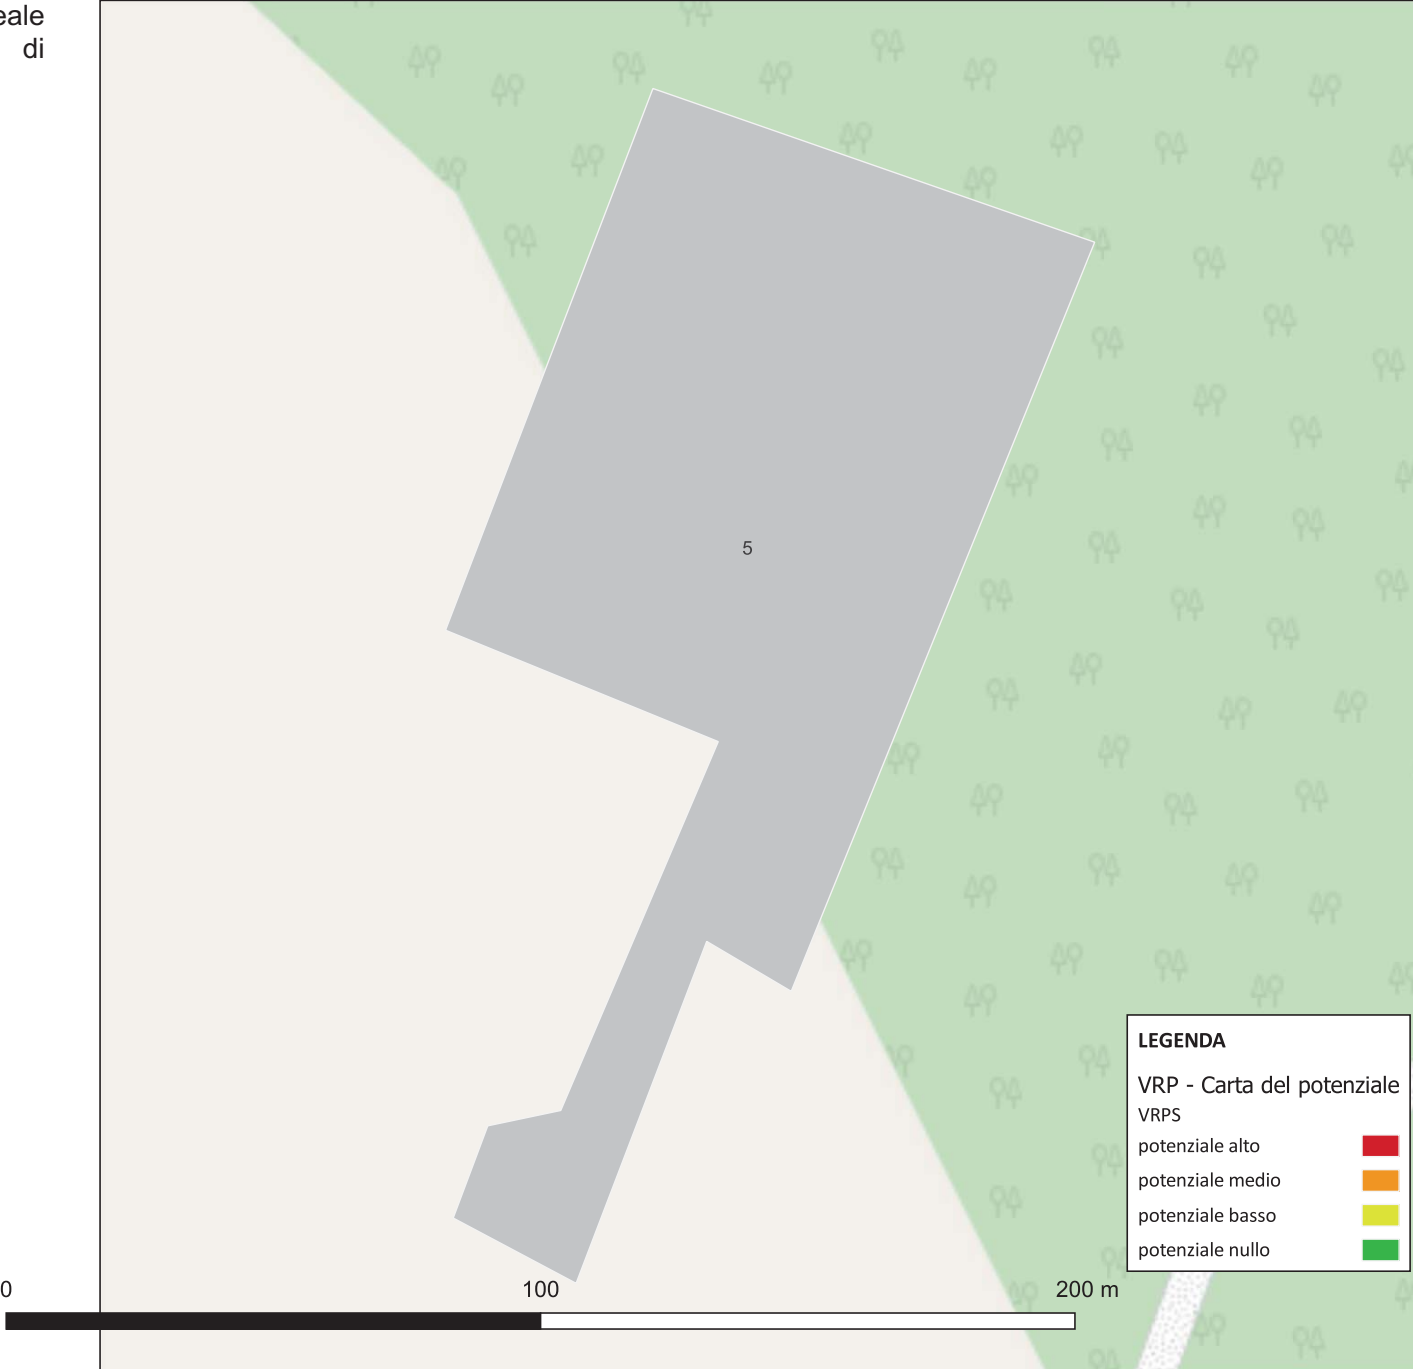 di
5
LEGENDA
VRP - Carta del potenziale
VRPS
potenziale alto
potenziale medio
potenziale basso
potenziale nullo
0 100 200 m